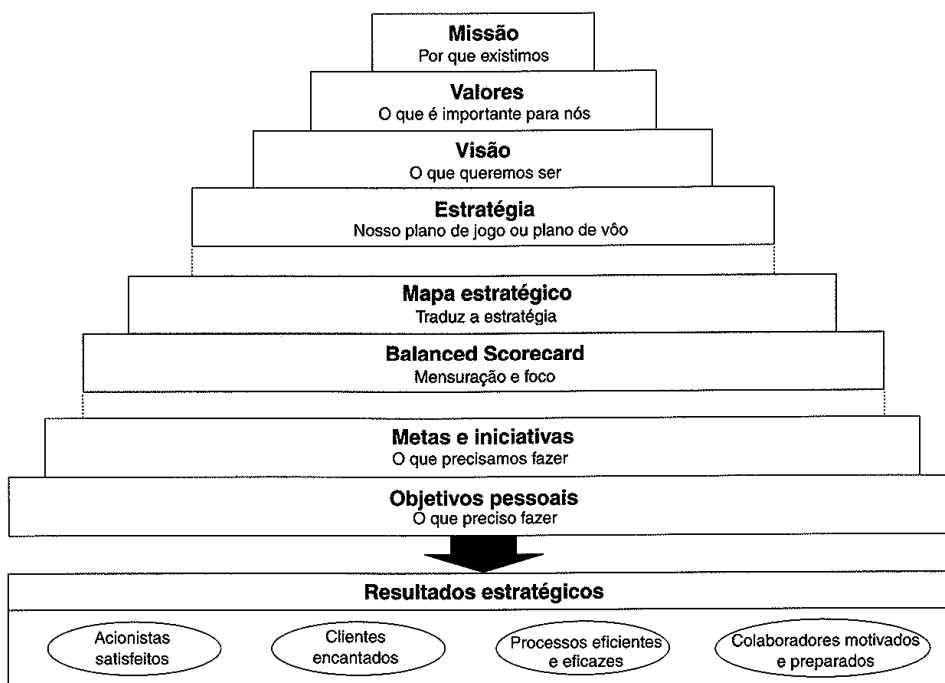 Missão
Por que existimos
Valores
O que é importante para nós
Visão
O que queremos ser
Estratégia
Nosso plano de jogo ou plano de vôo
Mapa estratégico
Traduz a estratégia
Balanced Scorecard
Mensuração e foco
Metas e iniciativas
O que precisamos fazer
Objetivos pessoais
O que preciso fazer
Resultados estratégicos
Acionistas
satisfeitos
Clientes
encantados
Processos eficientes
e eficazes
Colaboradores motivados
e preparados